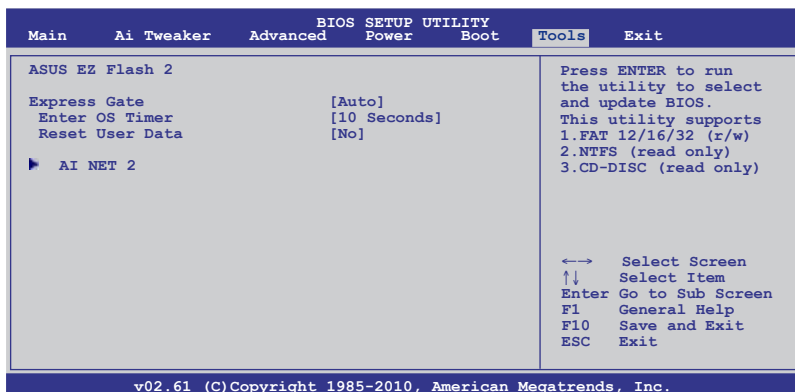 BIOS SETUP UTILITY
Main Ai Tweaker Advanced Power Boot Tools Exit
ASUS EZ Flash 2
Express Gate [Auto]
Enter OS Timer [10 Seconds]
Reset User Data [No]
AI NET 2
Press ENTER to run
the utility to select
and update BIOS.
This utility supports
1.FAT 12/16/32 (r/w)
2.NTFS (read only)
3.CD-DISC (read only)
←→ Select Screen
↑↓ Select Item
Enter Go to Sub Screen
F1 General Help
F10 Save and Exit
ESC Exit
v02.61 (C)Copyright 1985-2010, American Megatrends, Inc.